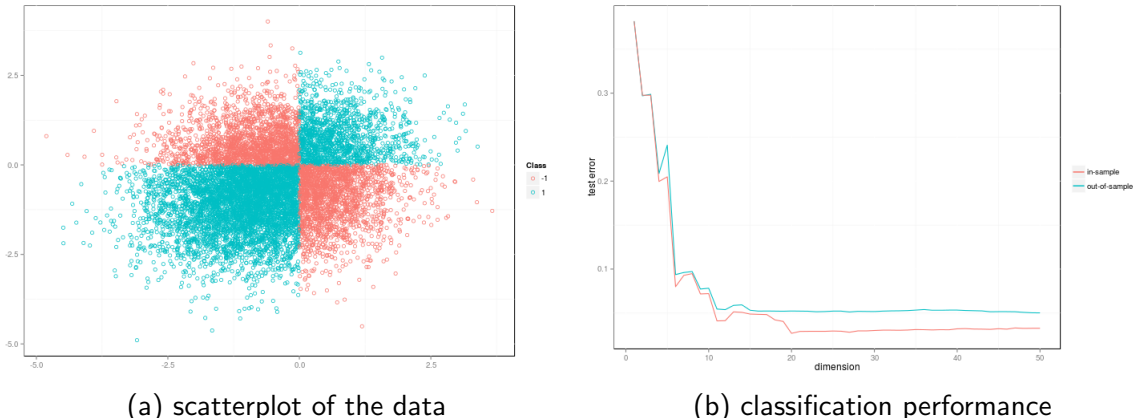 2.5
0.0
-2.5
-5.0
-5.0
-2.5
0.0
2.5
Class
-1
1
(a) scatterplot of the data
test error
0.3
0.2
0.1
0
10
20
30
40
50
dimension
in-sample
out-of-sample
(b) classification performance